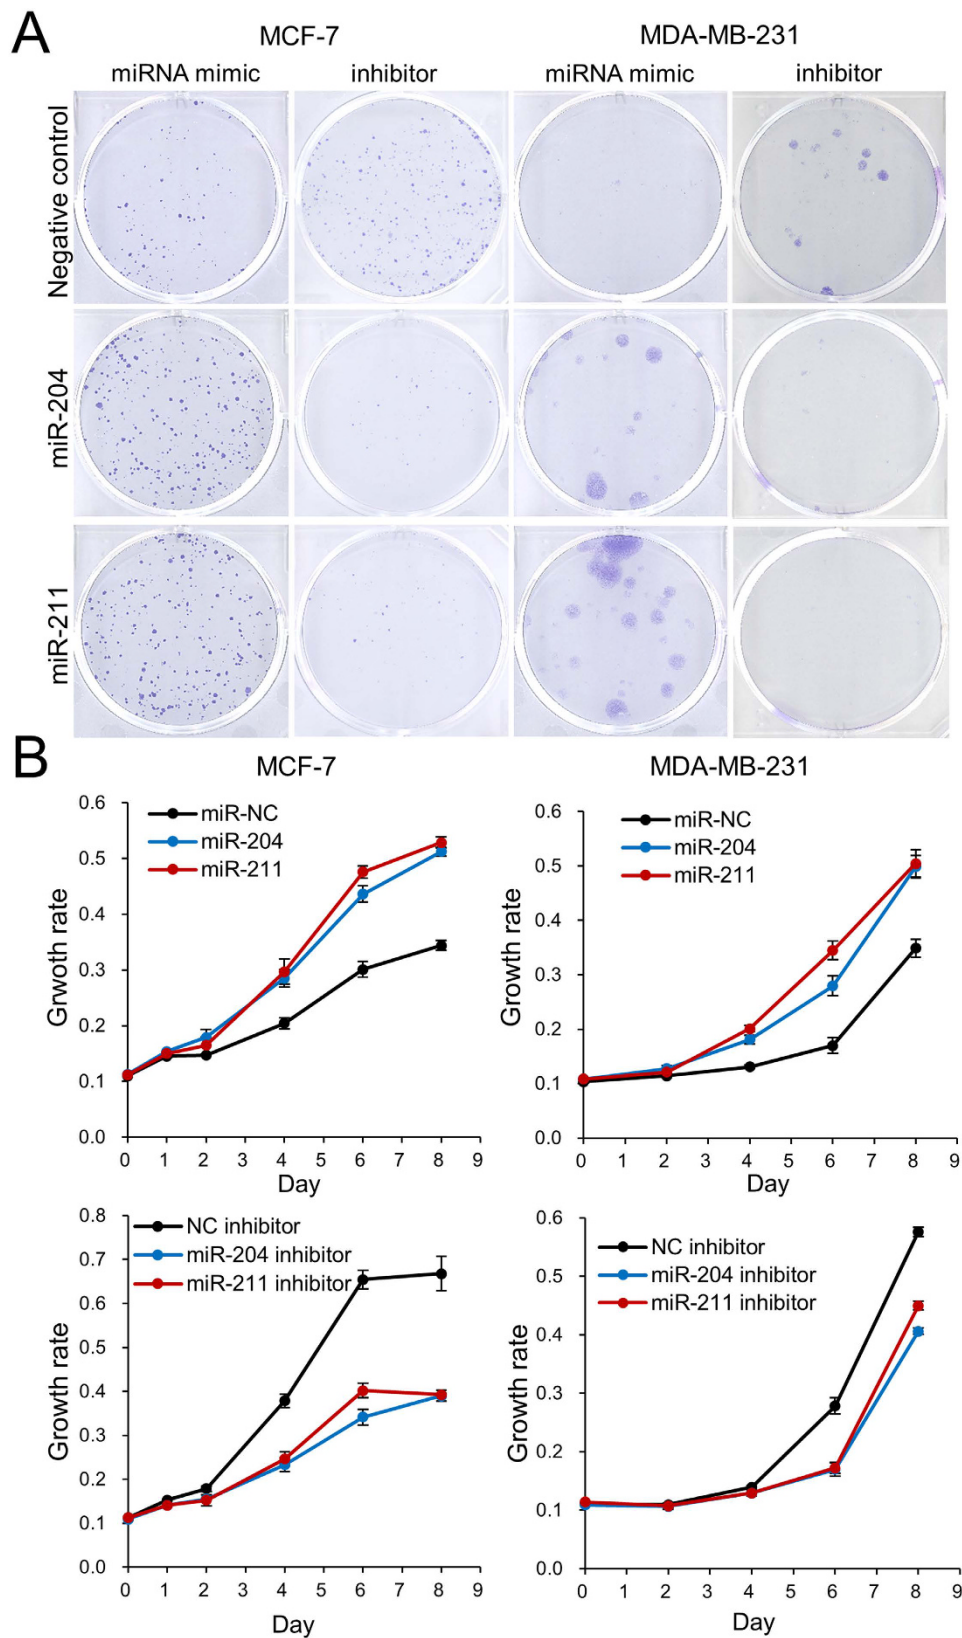 A
MCF-7 MDA-MB-231
miRNA mimic inhibitor miRNA mimic inhibitor
Negative control
miR-204
miR-211
B
MCF-7
miR-NC
miR-204
miR-211
Grwoth rate
0.6
0.5
0.4
0.3
0.2
0.1
0.0
0 1 2 3 4 5 6 7 8 9
Day
MDA-MB-231
miR-NC
miR-204
miR-211
Growth rate
0.6
0.5
0.4
0.3
0.2
0.1
0.0
0 1 2 3 4 5 6 7 8 9
Day
NC inhibitor
miR-204 inhibitor
miR-211 inhibitor
Growth rate
0.8
0.7
0.6
0.5
0.4
0.3
0.2
0.1
0.0
0 1 2 3 4 5 6 7 8 9
Day
NC inhibitor
miR-204 inhibitor
miR-211 inhibitor
Growth rate
0.6
0.5
0.4
0.3
0.2
0.1
0.0
0 1 2 3 4 5 6 7 8 9
Day